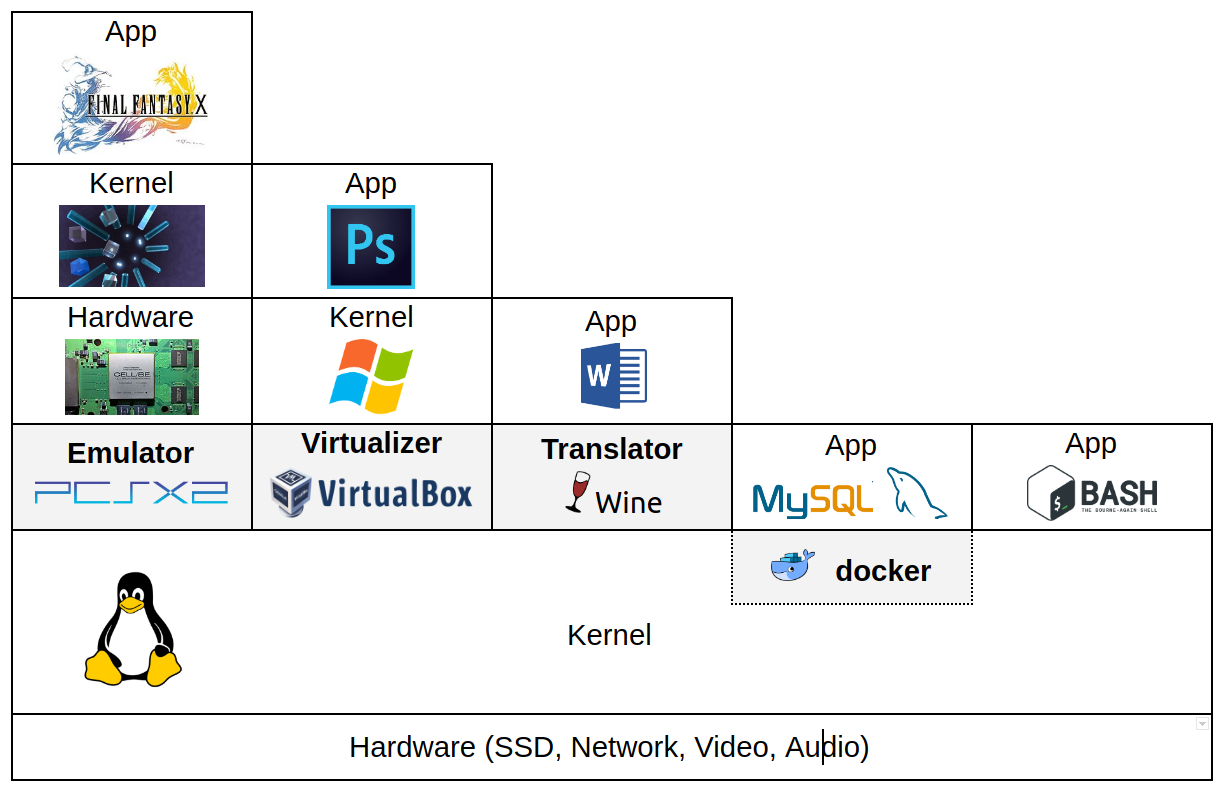 App
FINAL FANTASY X
Kernel
App
Ps
Hardware
Kernel
App
CELL/BE
W
Emulator
Virtualizer
Translator
App
App
PCSX2
VirtualBox
Wine
MySQL
$_
BASH
THE BOURNE-AGAIN SHELL
docker
Kernel
Hardware (SSD, Network, Video, Audio)